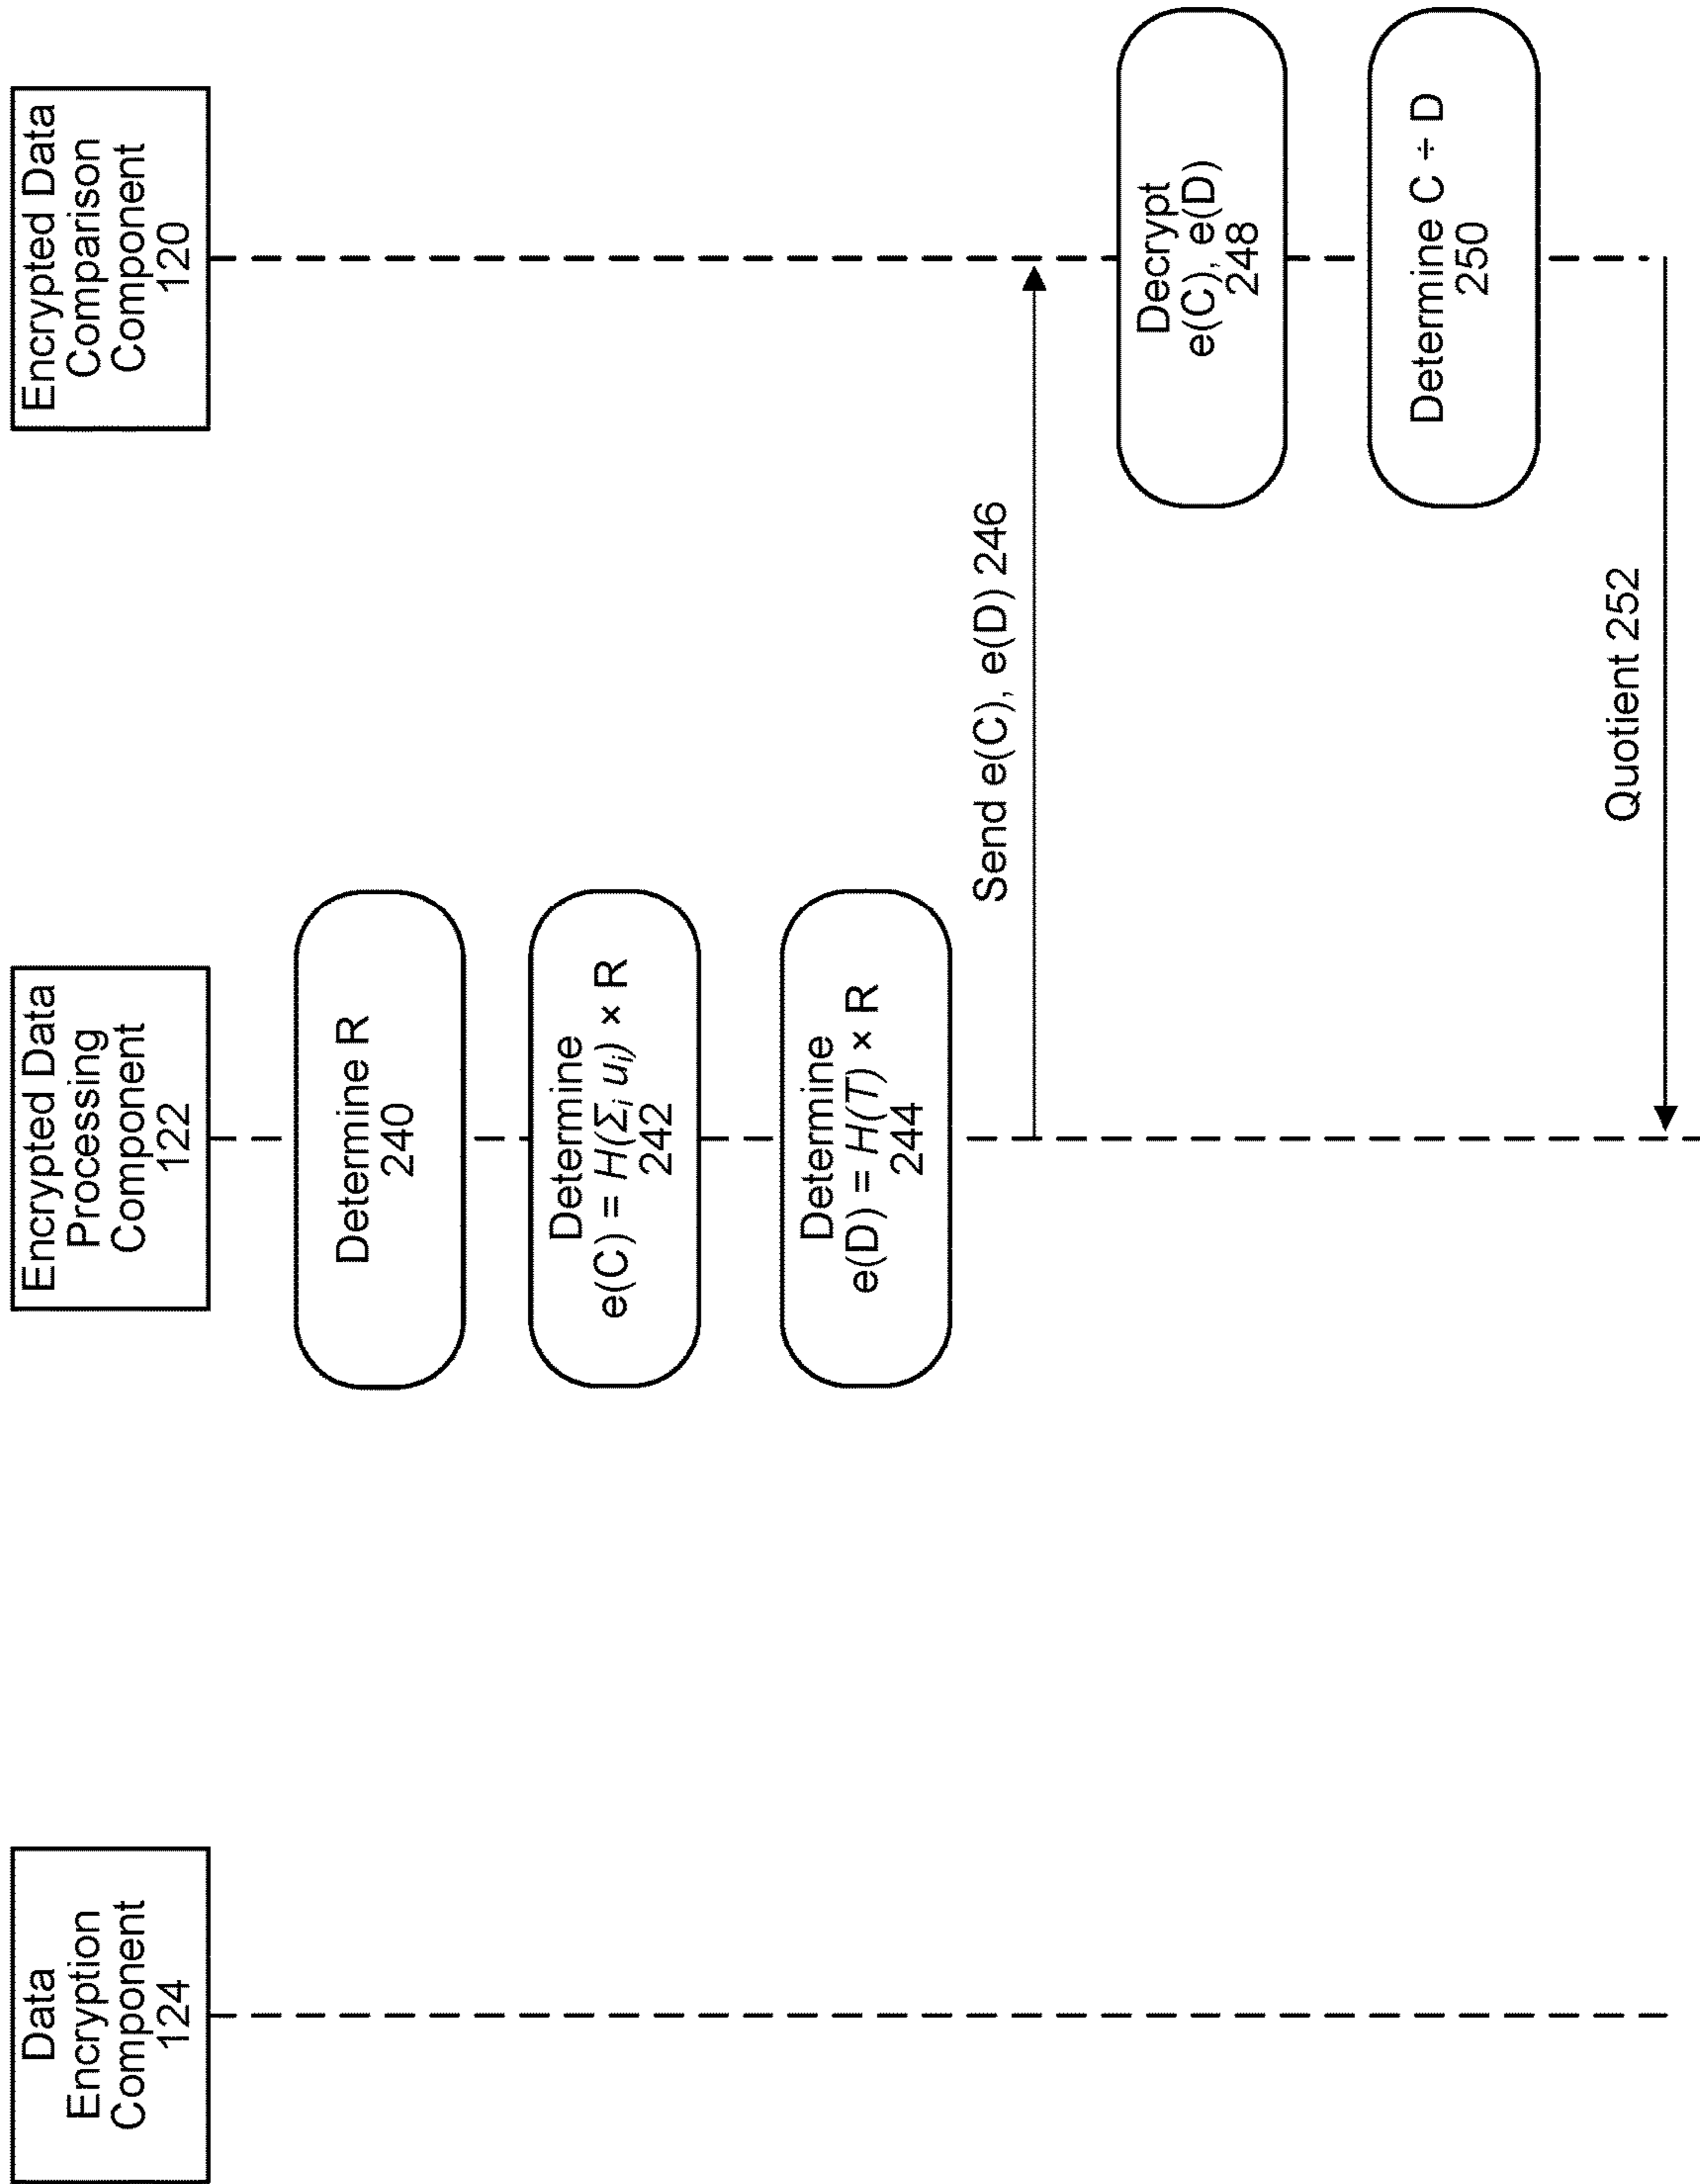 Data
Encryption
Component
124
Encrypted Data
Processing
Component
122
Encrypted Data
Comparison
Component
120
Determine R
240
Determine
e(C) = H(Σᵢ uᵢ) × R
242
Determine
e(D) = H(T) × R
244
Send e(C), e(D) 246
Decrypt
e(C), e(D)
248
Determine C ÷ D
250
Quotient 252